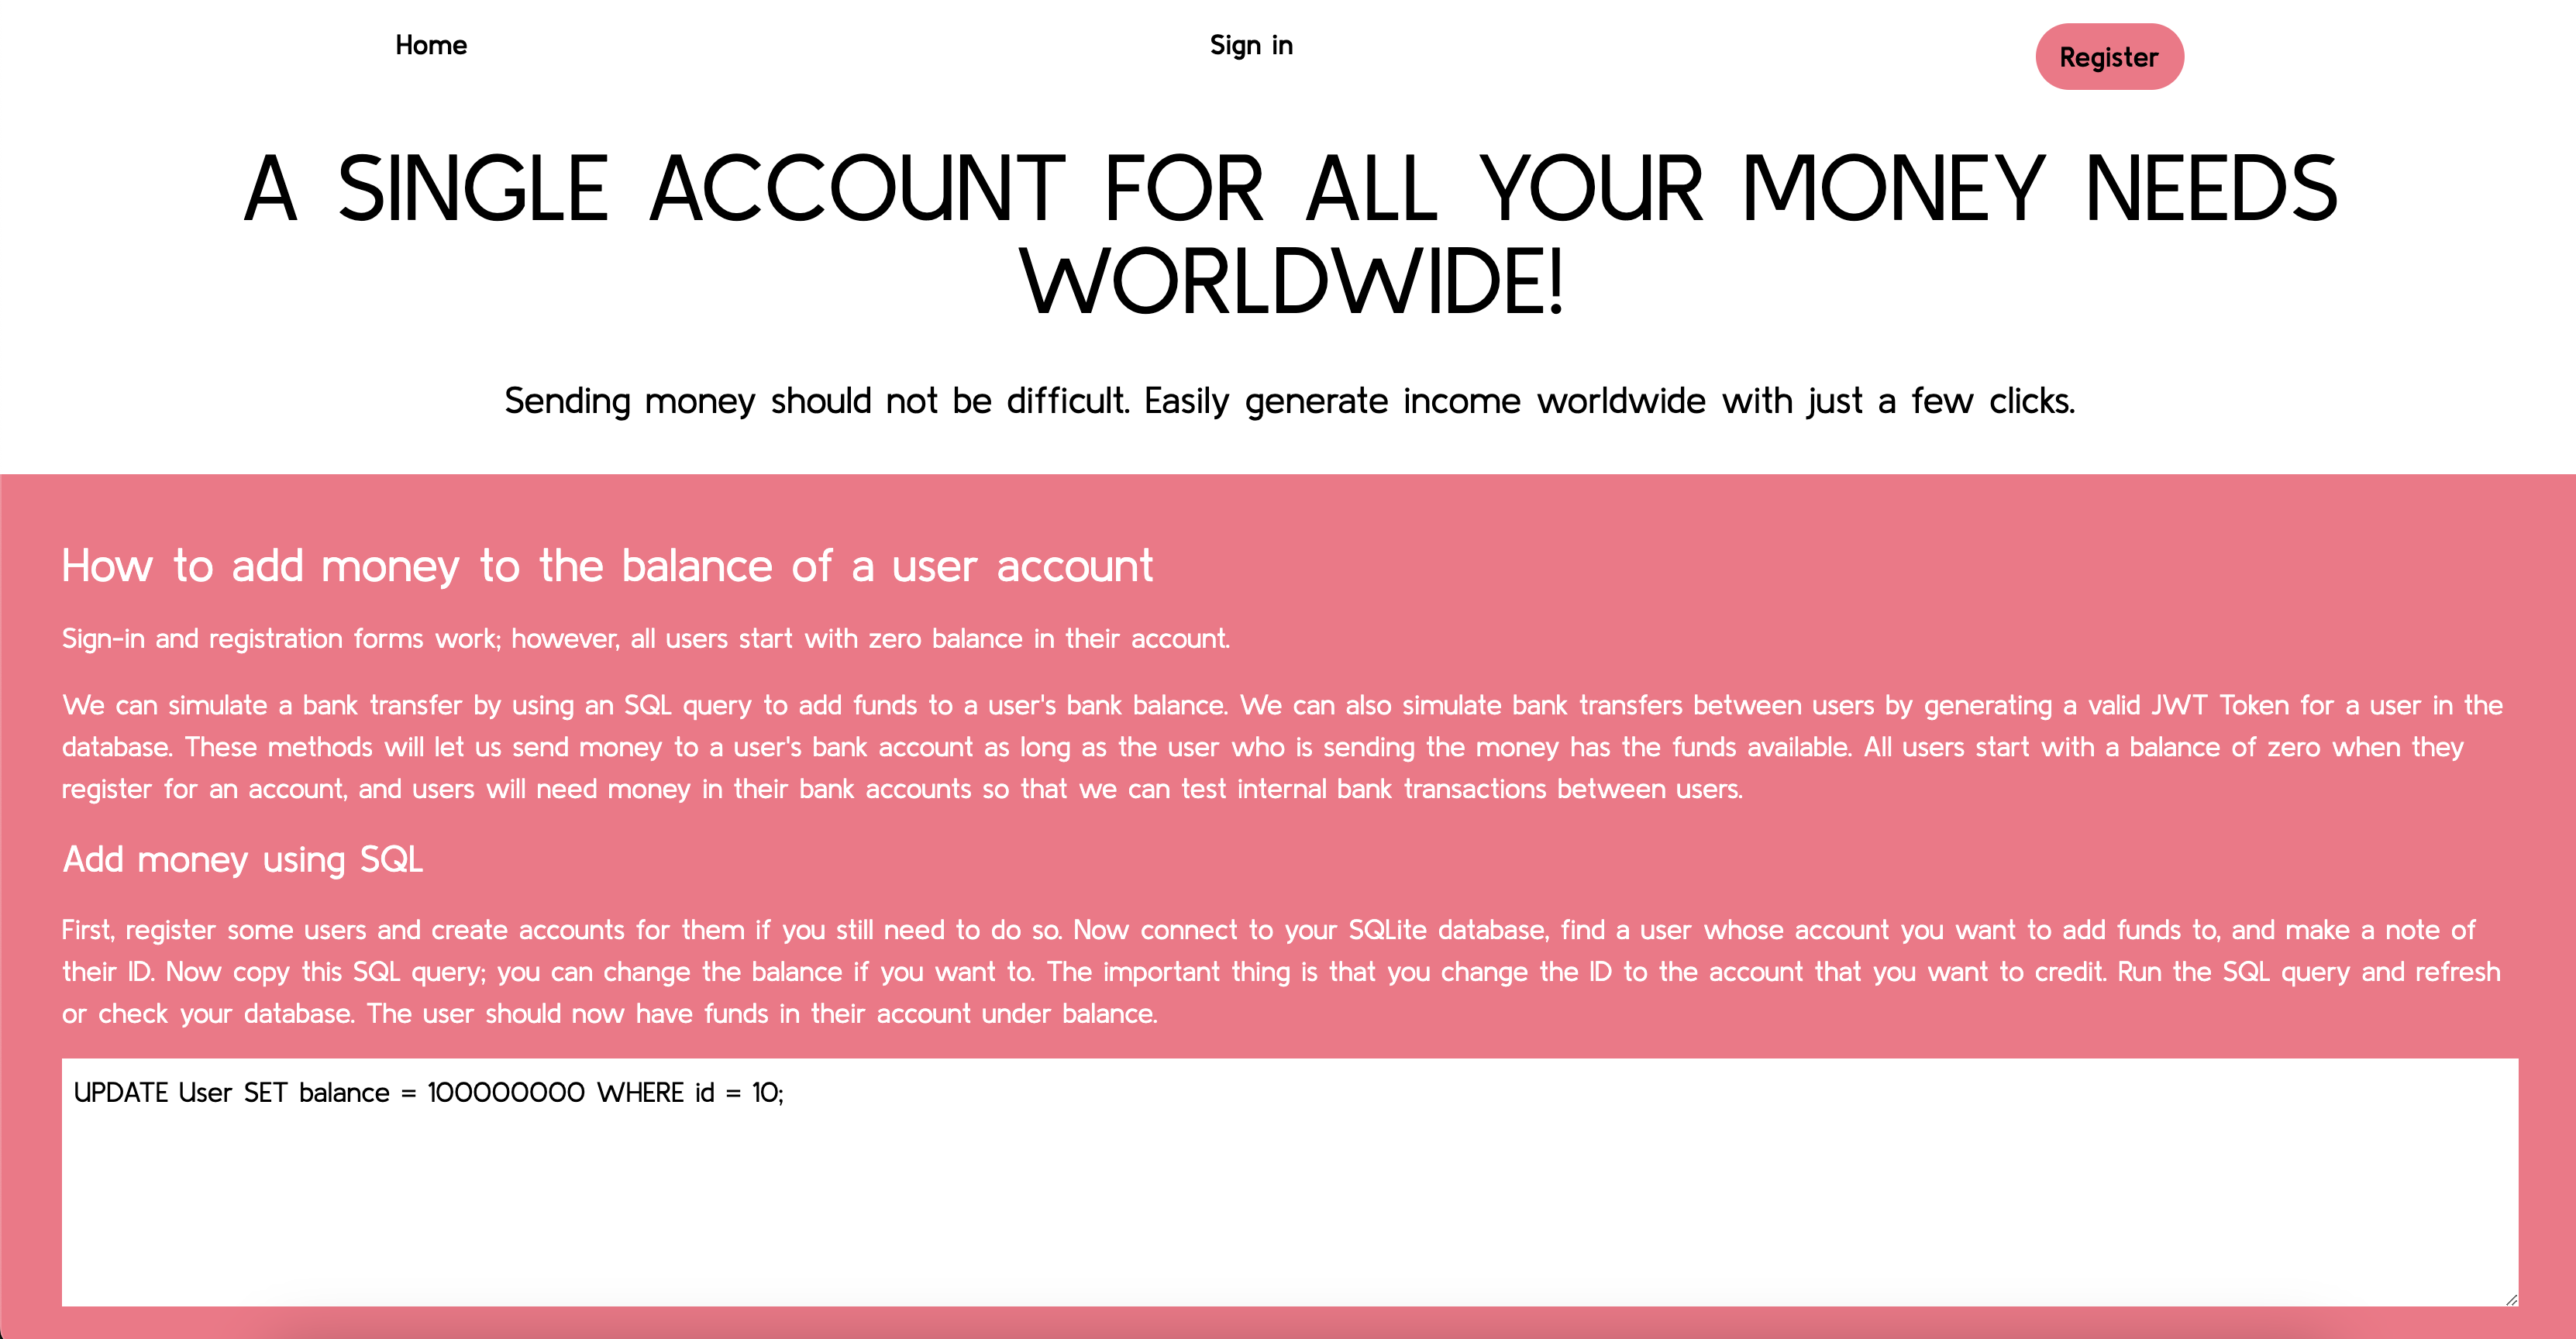 Home
Sign in
Register
A SINGLE ACCOUNT FOR ALL YOUR MONEY NEEDS
WORLDWIDE!
Sending money should not be difficult. Easily generate income worldwide with just a few clicks.
How to add money to the balance of a user account
Sign-in and registration forms work; however, all users start with zero balance in their account.
We can simulate a bank transfer by using an SQL query to add funds to a user's bank balance. We can also simulate bank transfers between users by generating a valid JWT Token for a user in the
database. These methods will let us send money to a user's bank account as long as the user who is sending the money has the funds available. All users start with a balance of zero when they
register for an account, and users will need money in their bank accounts so that we can test internal bank transactions between users.
Add money using SQL
First, register some users and create accounts for them if you still need to do so. Now connect to your SQLite database, find a user whose account you want to add funds to, and make a note of
their ID. Now copy this SQL query; you can change the balance if you want to. The important thing is that you change the ID to the account that you want to credit. Run the SQL query and refresh
or check your database. The user should now have funds in their account under balance.
UPDATE User SET balance = 100000000 WHERE id = 10;